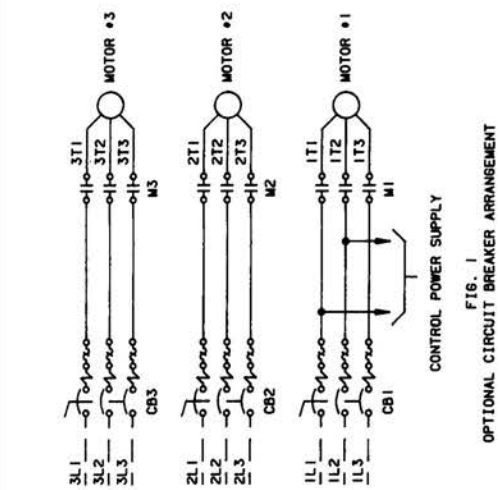 3L1
3L2
3L3
CB3
M3
3T1
3T2
3T3
MOTOR #3
2L1
2L2
2L3
CB2
M2
2T1
2T2
2T3
MOTOR #2
1L1
1L2
1L3
CB1
M1
1T1
1T2
1T3
MOTOR #1
CONTROL POWER SUPPLY
FIG. 1
OPTIONAL CIRCUIT BREAKER ARRANGEMENT